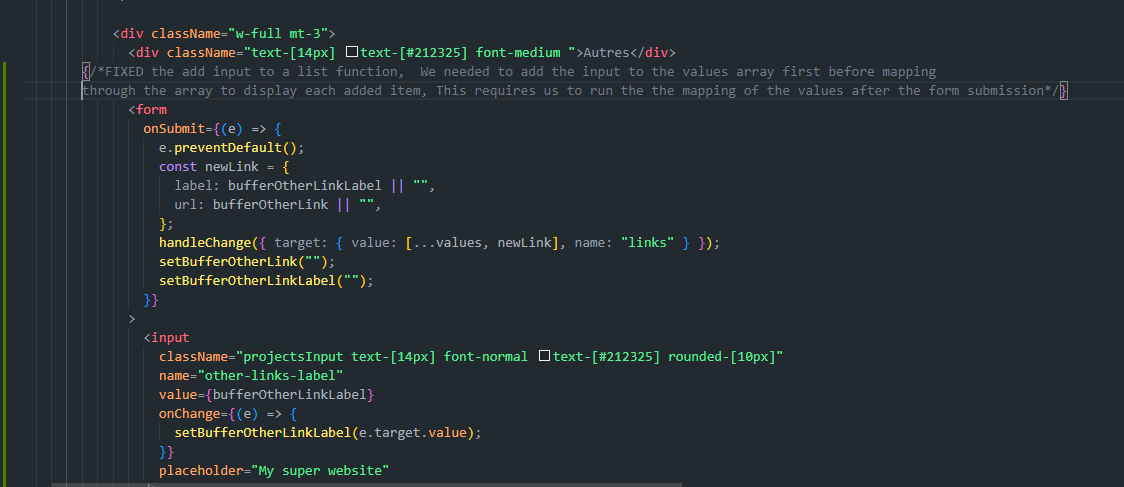 <div className="w-full mt-3">
<div className="text-[14px] text-[#212325] font-medium ">Autres</div>
{/*FIXED the add input to a list function,  We needed to add the input to the values array first before mapping
through the array to display each added item, This requires us to run the the mapping of the values after the form submission*/}
<form
onSubmit={(e) => {
e.preventDefault();
const newLink = {
label: bufferOtherLinkLabel || "",
url: bufferOtherLink || "",
};
handleChange({ target: { value: [...values, newLink], name: "links" } });
setBufferOtherLink("");
setBufferOtherLinkLabel("");
}}
>
<input
className="projectsInput text-[14px] font-normal text-[#212325] rounded-[10px]"
name="other-links-label"
value={bufferOtherLinkLabel}
onChange={(e) => {
setBufferOtherLinkLabel(e.target.value);
}}
placeholder="My super website"